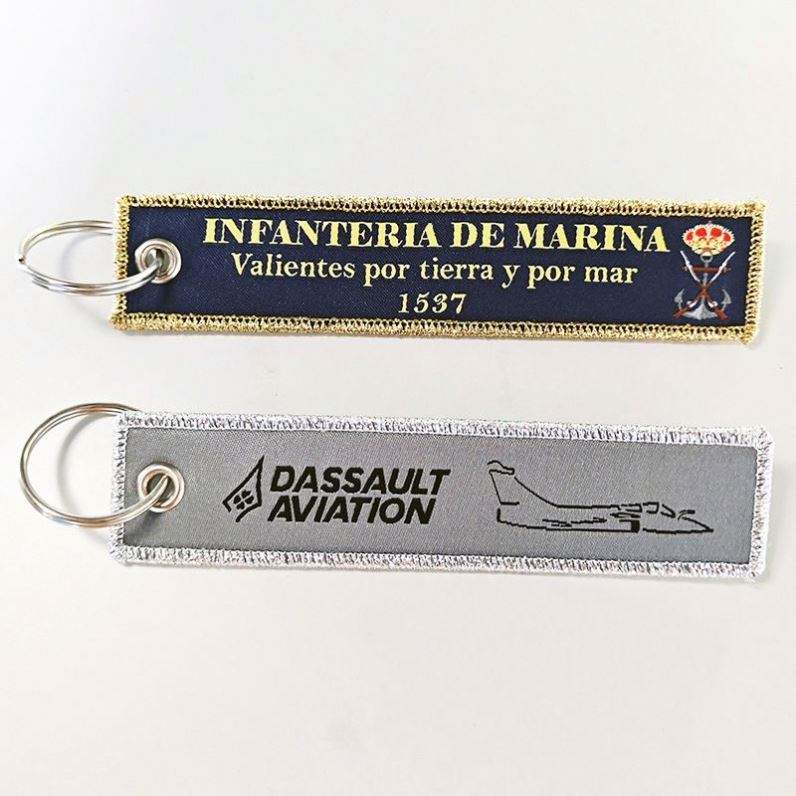 INFANTERIA DE MARINA
Valientes por tierra y por mar
1537
DASSAULT
AVIATION